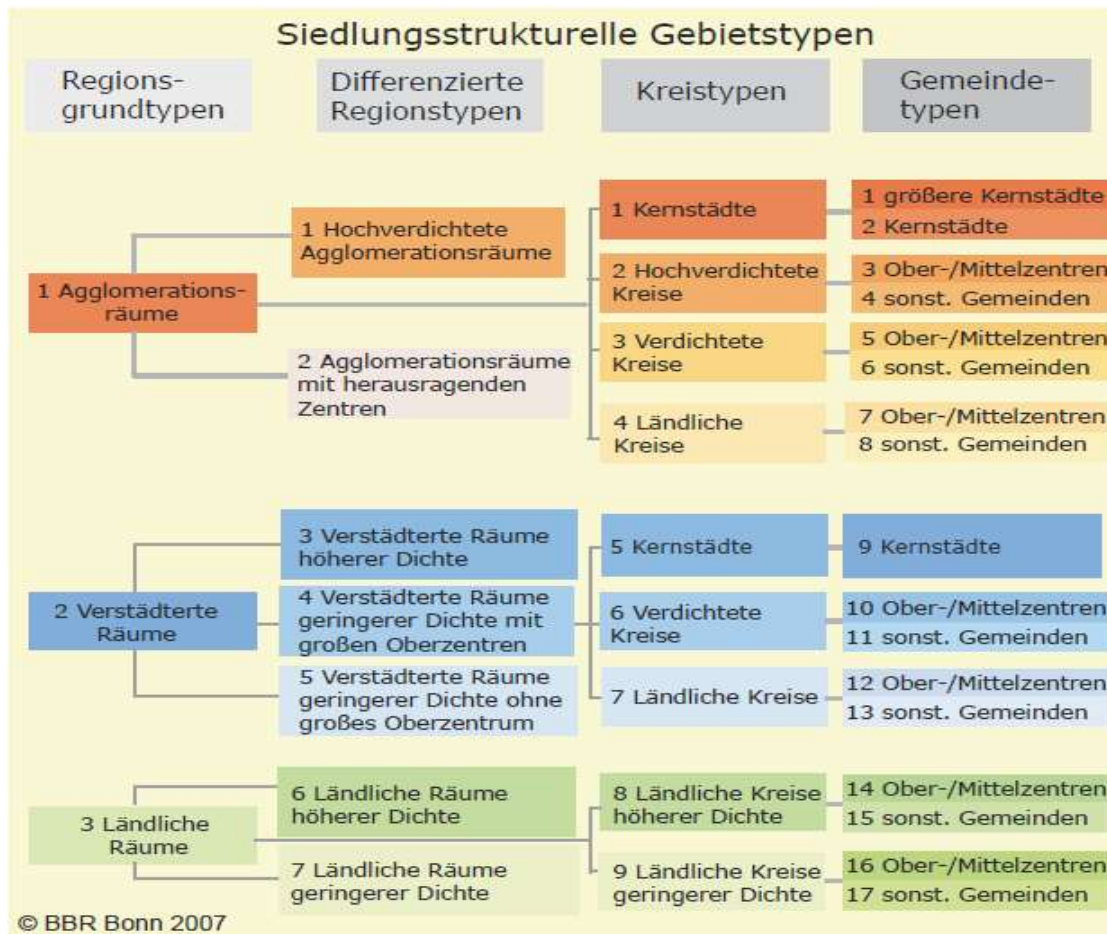 Siedlungsstrukturelle Gebietstypen
Regions-
grundtypen
Differenzierte
Regionstypen
Kreistypen
Gemeinde-
typen
1 Agglomerations-
räume
1 Hochverdichtete
Agglomerationsräume
2 Agglomerationsräume
mit herausragenden
Zentren
1 Kernstädte
2 Hochverdichtete
Kreise
3 Verdichtete
Kreise
4 Ländliche
Kreise
1 größere Kernstädte
2 Kernstädte
3 Ober-/Mittelzentren
4 sonst. Gemeinden
5 Ober-/Mittelzentren
6 sonst. Gemeinden
7 Ober-/Mittelzentren
8 sonst. Gemeinden
2 Verstädterte
Räume
3 Verstädterte Räume
höherer Dichte
4 Verstädterte Räume
geringerer Dichte mit
großen Oberzentren
5 Verstädterte Räume
geringerer Dichte ohne
großes Oberzentrum
5 Kernstädte
6 Verdichtete
Kreise
7 Ländliche Kreise
9 Kernstädte
10 Ober-/Mittelzentren
11 sonst. Gemeinden
12 Ober-/Mittelzentren
13 sonst. Gemeinden
3 Ländliche
Räume
6 Ländliche Räume
höherer Dichte
7 Ländliche Räume
geringerer Dichte
8 Ländliche Kreise
höherer Dichte
9 Ländliche Kreise
geringerer Dichte
14 Ober-/Mittelzentren
15 sonst. Gemeinden
16 Ober-/Mittelzentren
17 sonst. Gemeinden
© BBR Bonn 2007